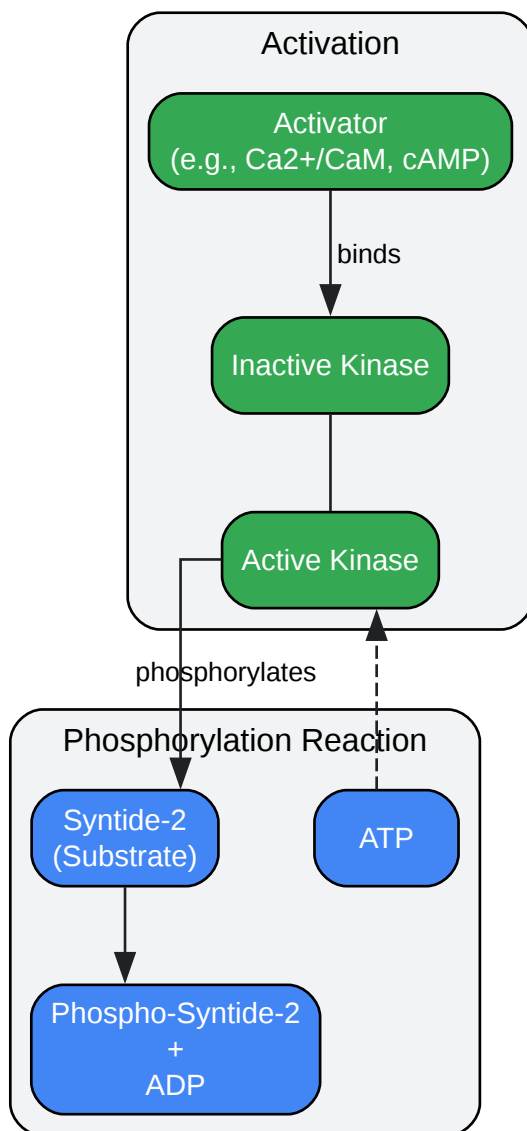 Activation
Activator
(e.g., Ca2+/CaM, cAMP)
binds
Inactive Kinase
Active Kinase
phosphorylates
Phosphorylation Reaction
Syntide-2
(Substrate)
ATP
Phospho-Syntide-2
+
ADP